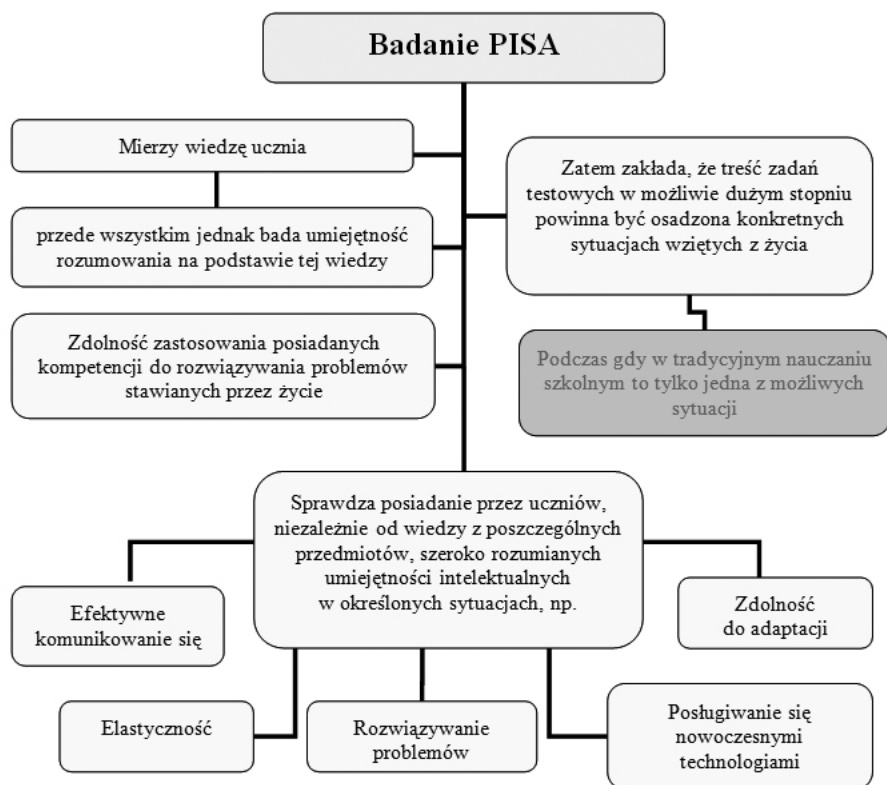 Badanie PISA
Mierzy wiedzę ucznia
przede wszystkim jednak bada umiejętność
rozumowania na podstawie tej wiedzy
Zdolność zastosowania posiadanych
kompetencji do rozwiązywania problemów
stawianych przez życie
Zatem zakłada, że treść zadań
testowych w możliwie dużym stopniu
powinna być osadzona konkretnych
sytuacjach wziętych z życia
Podczas gdy w tradycyjnym nauczaniu
szkolnym to tylko jedna z możliwych
sytuacji
Sprawdza posiadanie przez uczniów,
niezależnie od wiedzy z poszczególnych
przedmiotów, szeroko rozumianych
umiejętności intelektualnych
w określonych sytuacjach, np.
Efektywne
komunikowanie się
Zdolność
do adaptacji
Elastyczność
Rozwiązywanie
problemów
Posługiwanie się
nowoczesnymi
technologiami